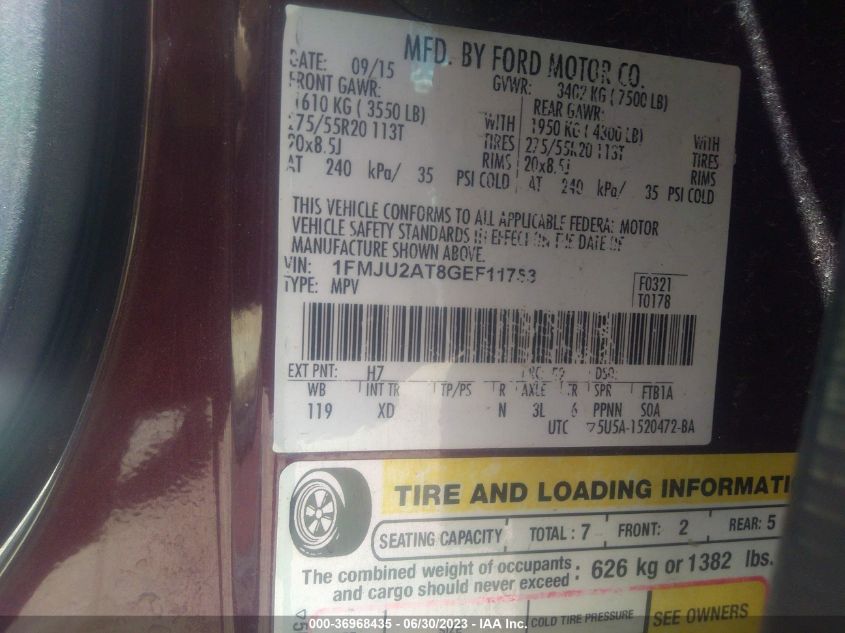 MFD. BY FORD MOTOR CO.
DATE: 09/15 GVWR: 3402 KG ( 7500 LB)
FRONT GAWR: REAR GAWR:
1610 KG ( 3550 LB) WITH 1950 KG ( 4300 LB) WITH
275/55R20 113T TIRES 275/55R20 113T TIRES
20x8.5J RIMS 20x8.5J RIMS
AT 240 kPa/ 35 PSI COLD AT 240 kPa/ 35 PSI COLD
THIS VEHICLE CONFORMS TO ALL APPLICABLE FEDERAL MOTOR
VEHICLE SAFETY STANDARDS IN EFFECT ON THE DATE OF
MANUFACTURE SHOWN ABOVE.
VIN: 1FMJU2AT8GEF11753
TYPE: MPV
F0321
T0178
EXT PNT: H7 DSO:
WB INT TR TP/PS R AXLE TR SPR FTB1A
119 XD N 3L 6 PPNN SOA
UTC 75U5A-1520472-BA
TIRE AND LOADING INFORMATI
SEATING CAPACITY TOTAL : 7 FRONT: 2 REAR: 5
The combined weight of occupants
and cargo should never exceed : 626 kg or 1382 lbs.
COLD TIRE PRESSURE SEE OWNERS
SIZE
000-36968435 - 06/30/2023 - IAA Inc.